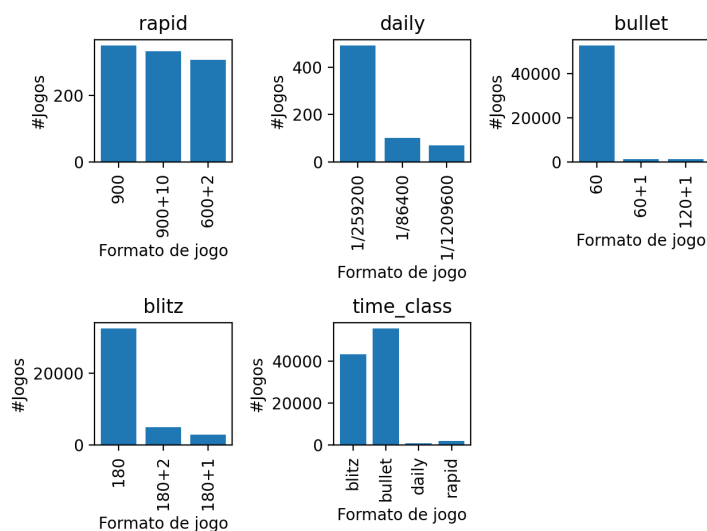 rapid
#Jogos
200
0
900
900+10
600+2
Formato de jogo
daily
#Jogos
400
200
0
1/259200
1/86400
1/1209600
Formato de jogo
bullet
#Jogos
40000
20000
0
60
60+1
120+1
Formato de jogo
blitz
#Jogos
20000
0
180
180+2
180+1
Formato de jogo
time_class
#Jogos
40000
20000
0
blitz
bullet
daily
rapid
Formato de jogo